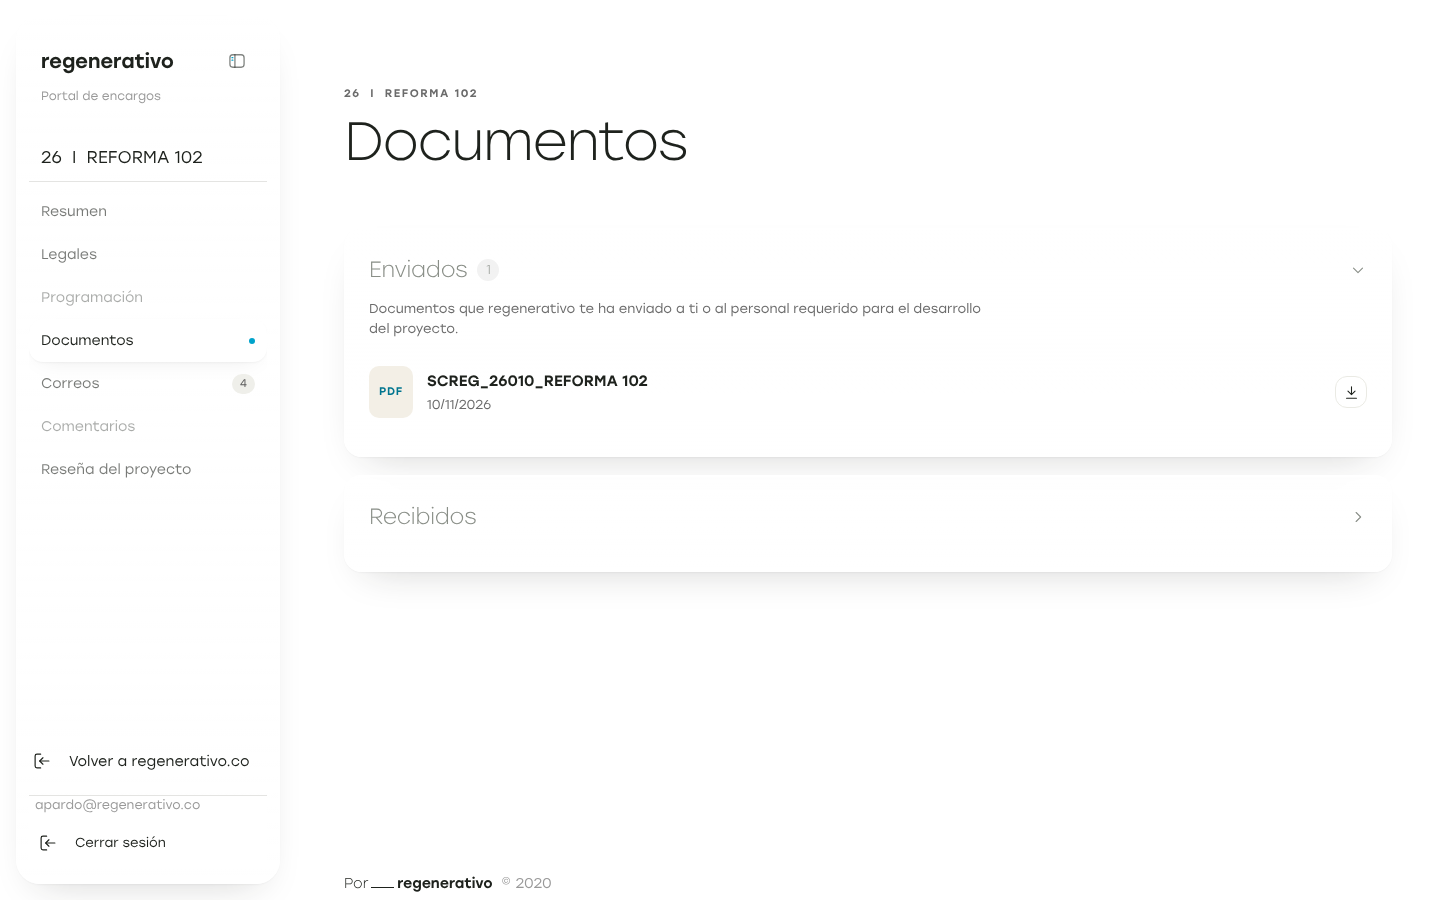 regenerativo
Portal de encargos
26 I REFORMA 102
Resumen
Legales
Programación
Documentos
Correos 4
Comentarios
Reseña del proyecto
Volver a regenerativo.co
apardo@regenerativo.co
Cerrar sesión
26 I REFORMA 102
Documentos
Enviados 1
Documentos que regenerativo te ha enviado a ti o al personal requerido para el desarrollo
del proyecto.
PDF
SCREG_26010_REFORMA 102
10/11/2026
Recibidos
Por regenerativo © 2020